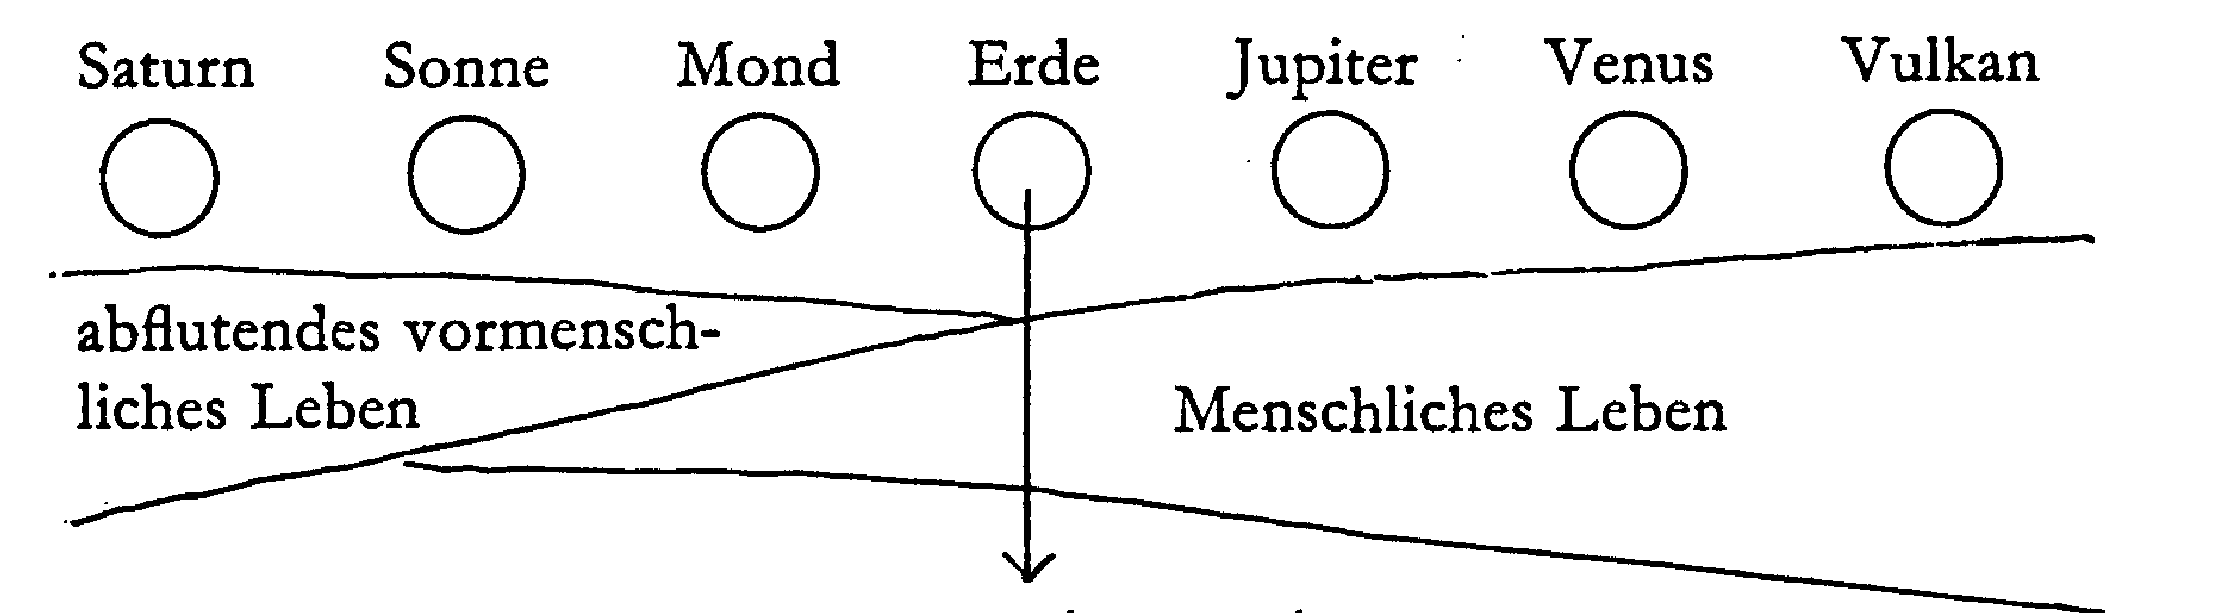 Saturn Sonne Mond Erde Jupiter Venus Vulkan
abflutendes vormensch-
liches Leben
Menschliches Leben